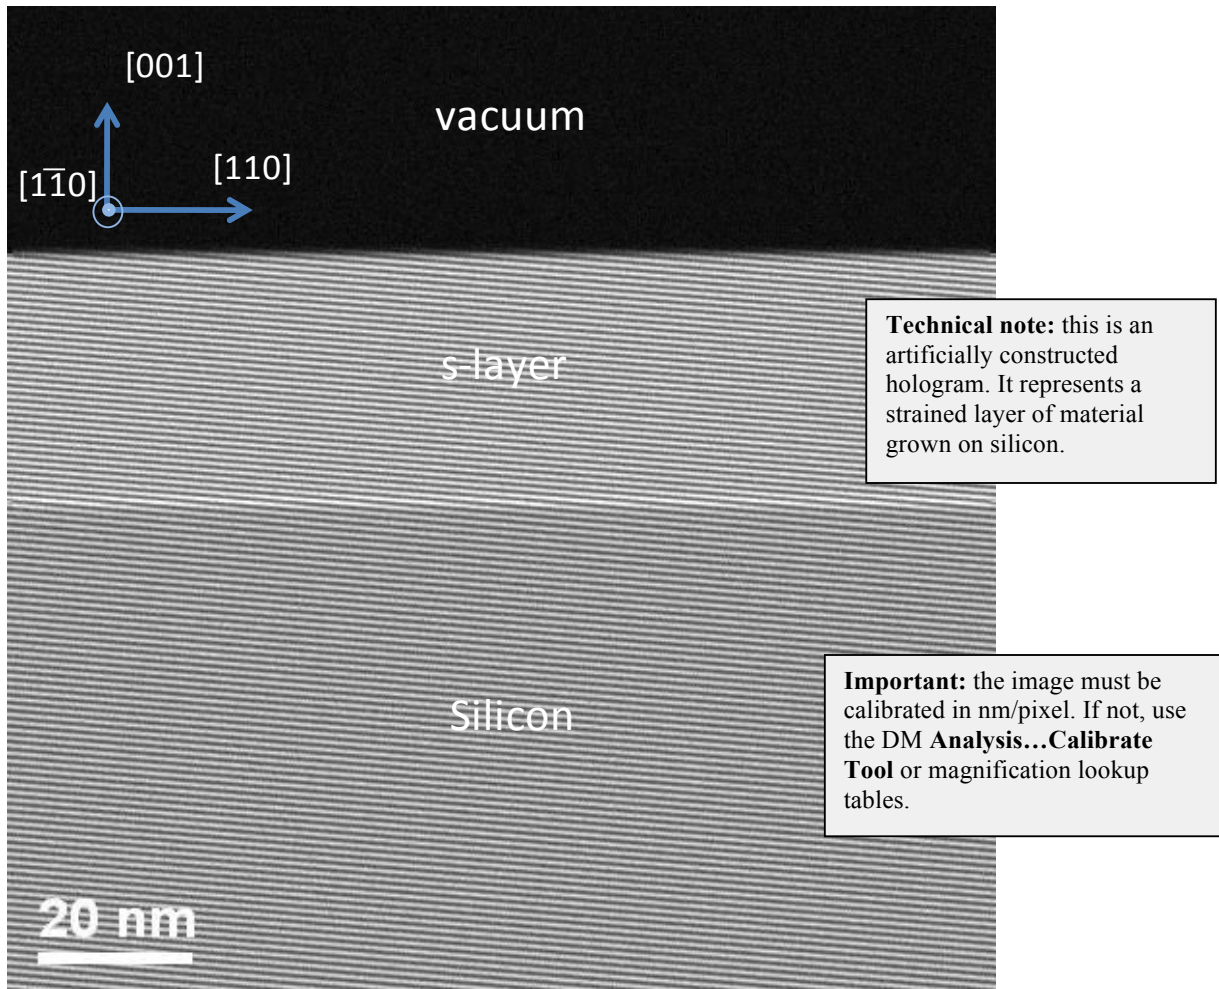 [001]
vacuum
[11̅0]
[110]
Technical note: this is an
artificially constructed
hologram. It represents a
strained layer of material
grown on silicon.
s-layer
Important: the image must be
calibrated in nm/pixel. If not, use
the DM Analysis…Calibrate
Tool or magnification lookup
tables.
Silicon
20 nm